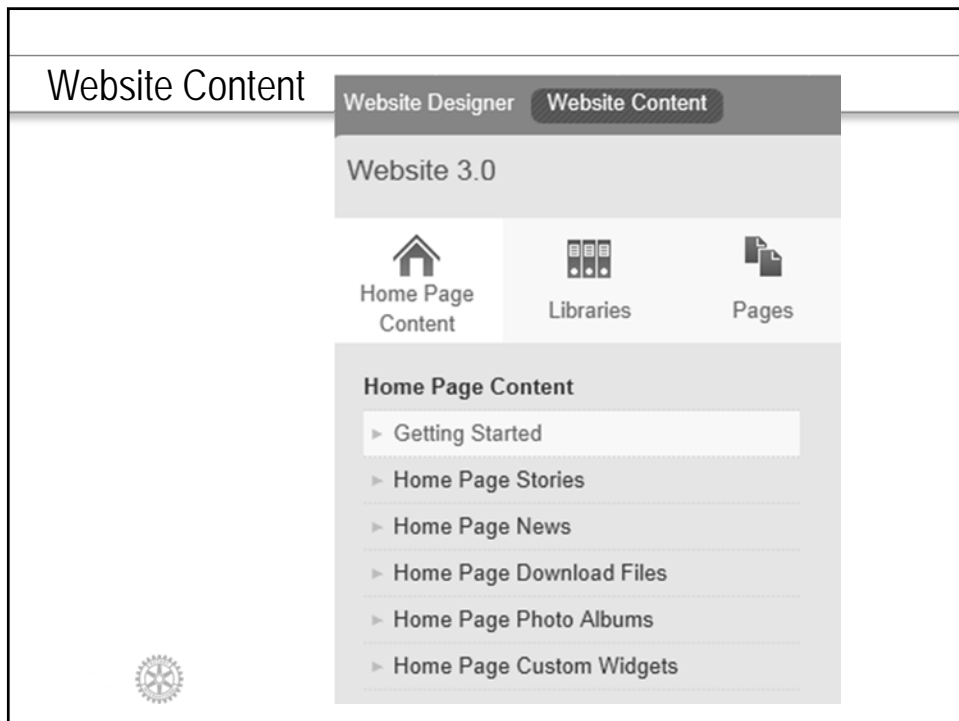 Website Content
Website Designer Website Content
Website 3.0
Home Page
Content
Libraries
Pages
Home Page Content
Getting Started
Home Page Stories
Home Page News
Home Page Download Files
Home Page Photo Albums
Home Page Custom Widgets